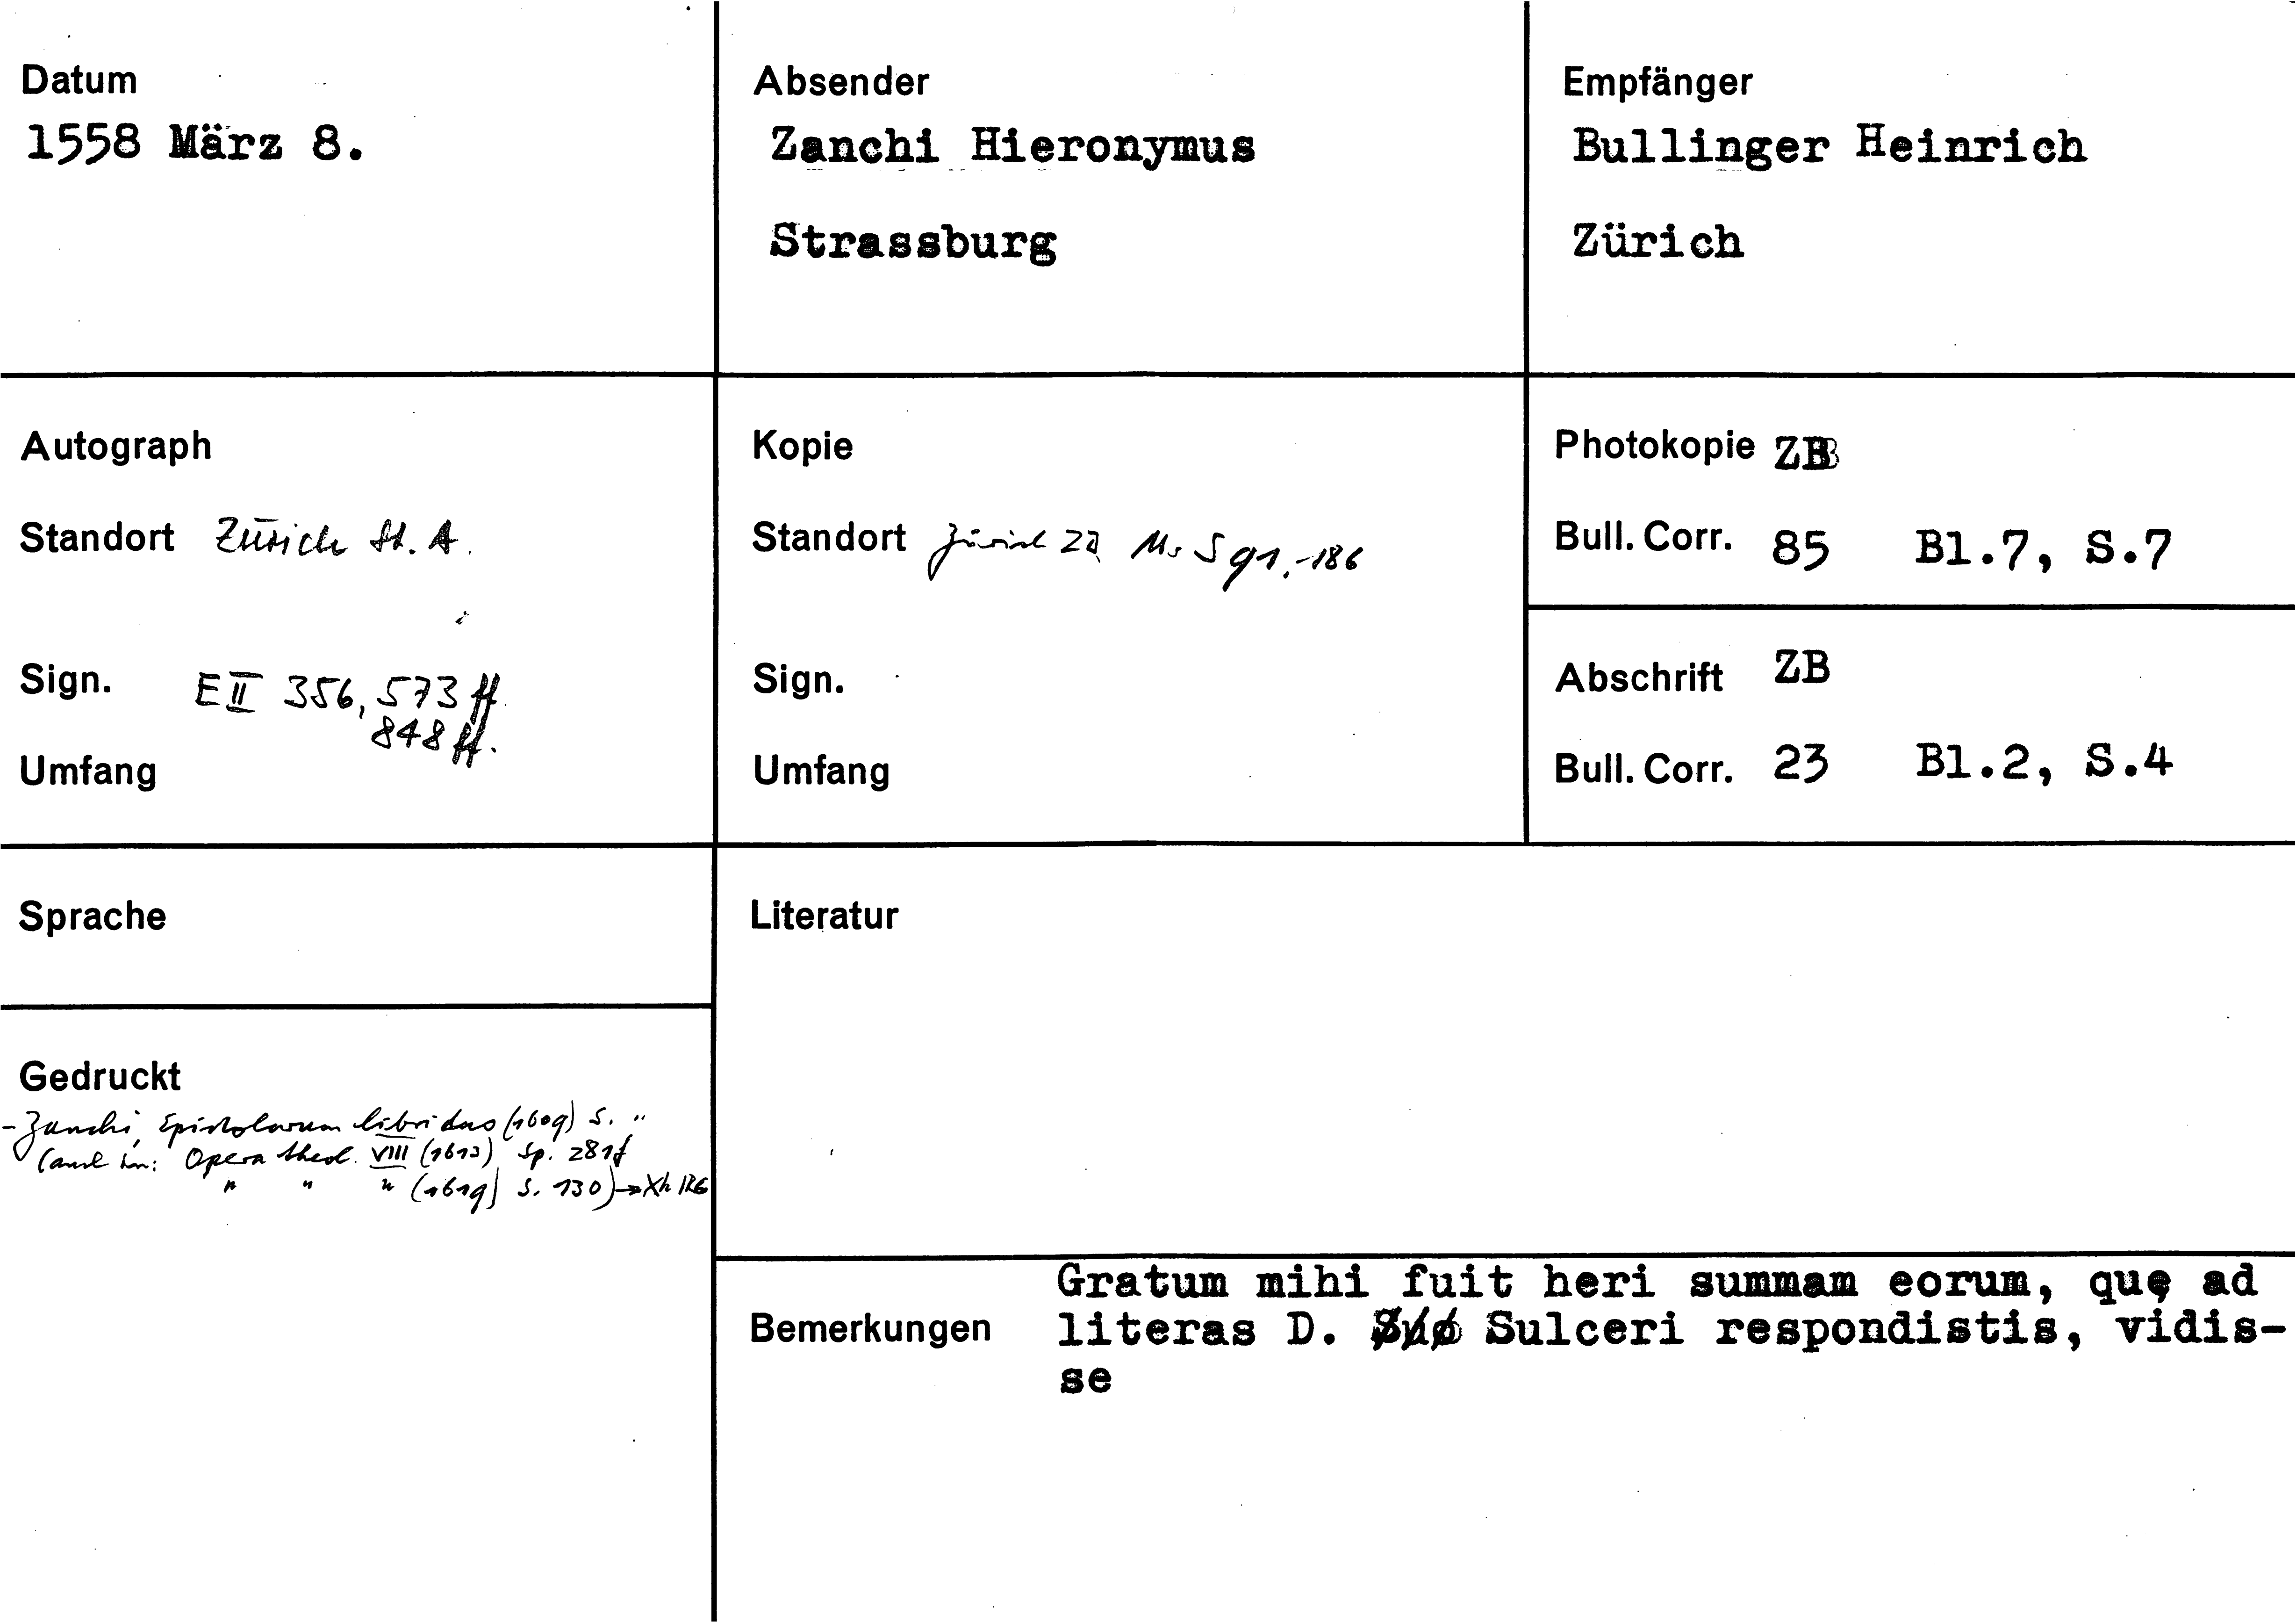 Datum
1558 März 8.
Absender
Zanchi Hieronymus
Strassburg
Empfänger
Bullinger Heinrich
Zürich
Autograph
Standort Zürich St. A.
Sign. E II 356, 573 ff.
848 ff.
Umfang
Kopie
Standort Zürich ZB Ms S 91,-186
Sign.
Umfang
Photokopie ZB
Bull. Corr. 85 Bl.7, S.7
Abschrift ZB
Bull. Corr. 23 Bl.2, S.4
Sprache
Gedruckt
- Zanchi, Epistolarum libri duo (1609) S. "
(auch in: Opera theol. VIII (1613) Sp. 281f
" " " (1619) S. 130) →
Literatur
Bemerkungen
Gratum mihi fuit heri summam eorum, quę ad
literas D. Sulceri respondistis, vidis-
se